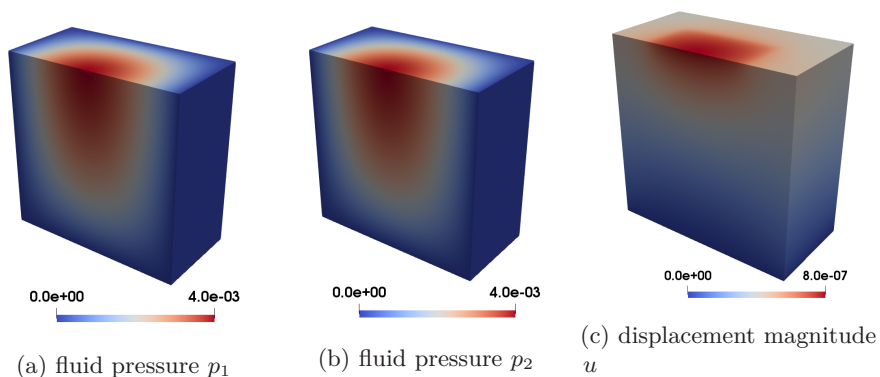 0.0e+00 4.0e-03
(a) fluid pressure p₁
0.0e+00 4.0e-03
(b) fluid pressure p₂
0.0e+00 8.0e-07
(c) displacement magnitude
u